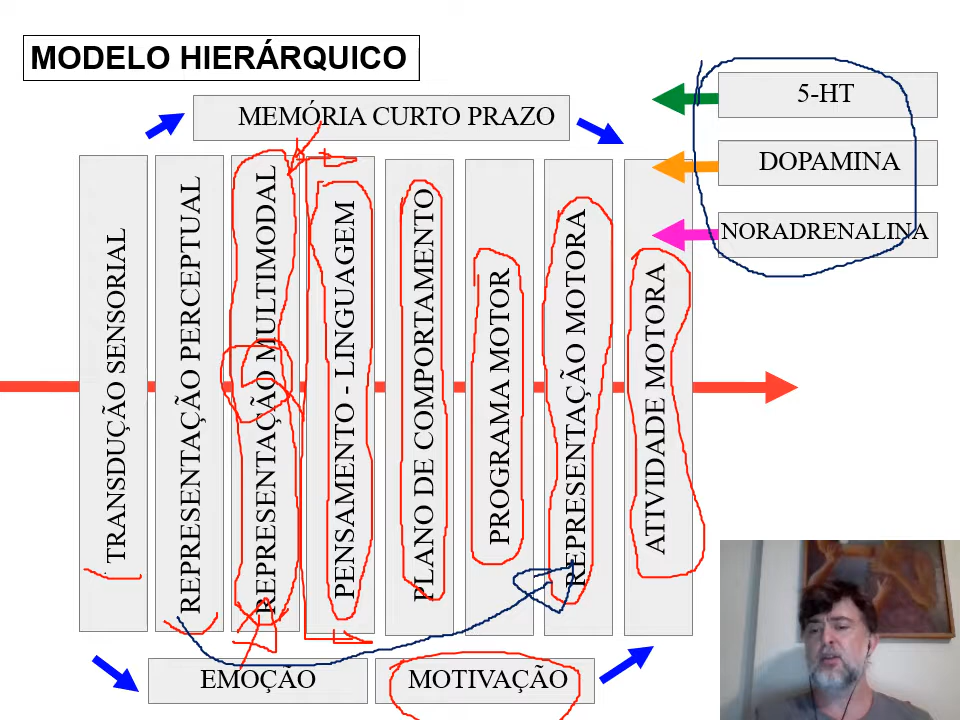 MODELO HIERÁRQUICO
MEMÓRIA CURTO PRAZO
5-HT
DOPAMINA
NORADRENALINA
TRANSDUÇÃO SENSORIAL
REPRESENTAÇÃO PERCEPTUAL
REPRESENTAÇÃO MULTIMODAL
PENSAMENTO - LINGUAGEM
PLANO DE COMPORTAMENTO
PROGRAMA MOTOR
REPRESENTAÇÃO MOTORA
ATIVIDADE MOTORA
EMOÇÃO
MOTIVAÇÃO